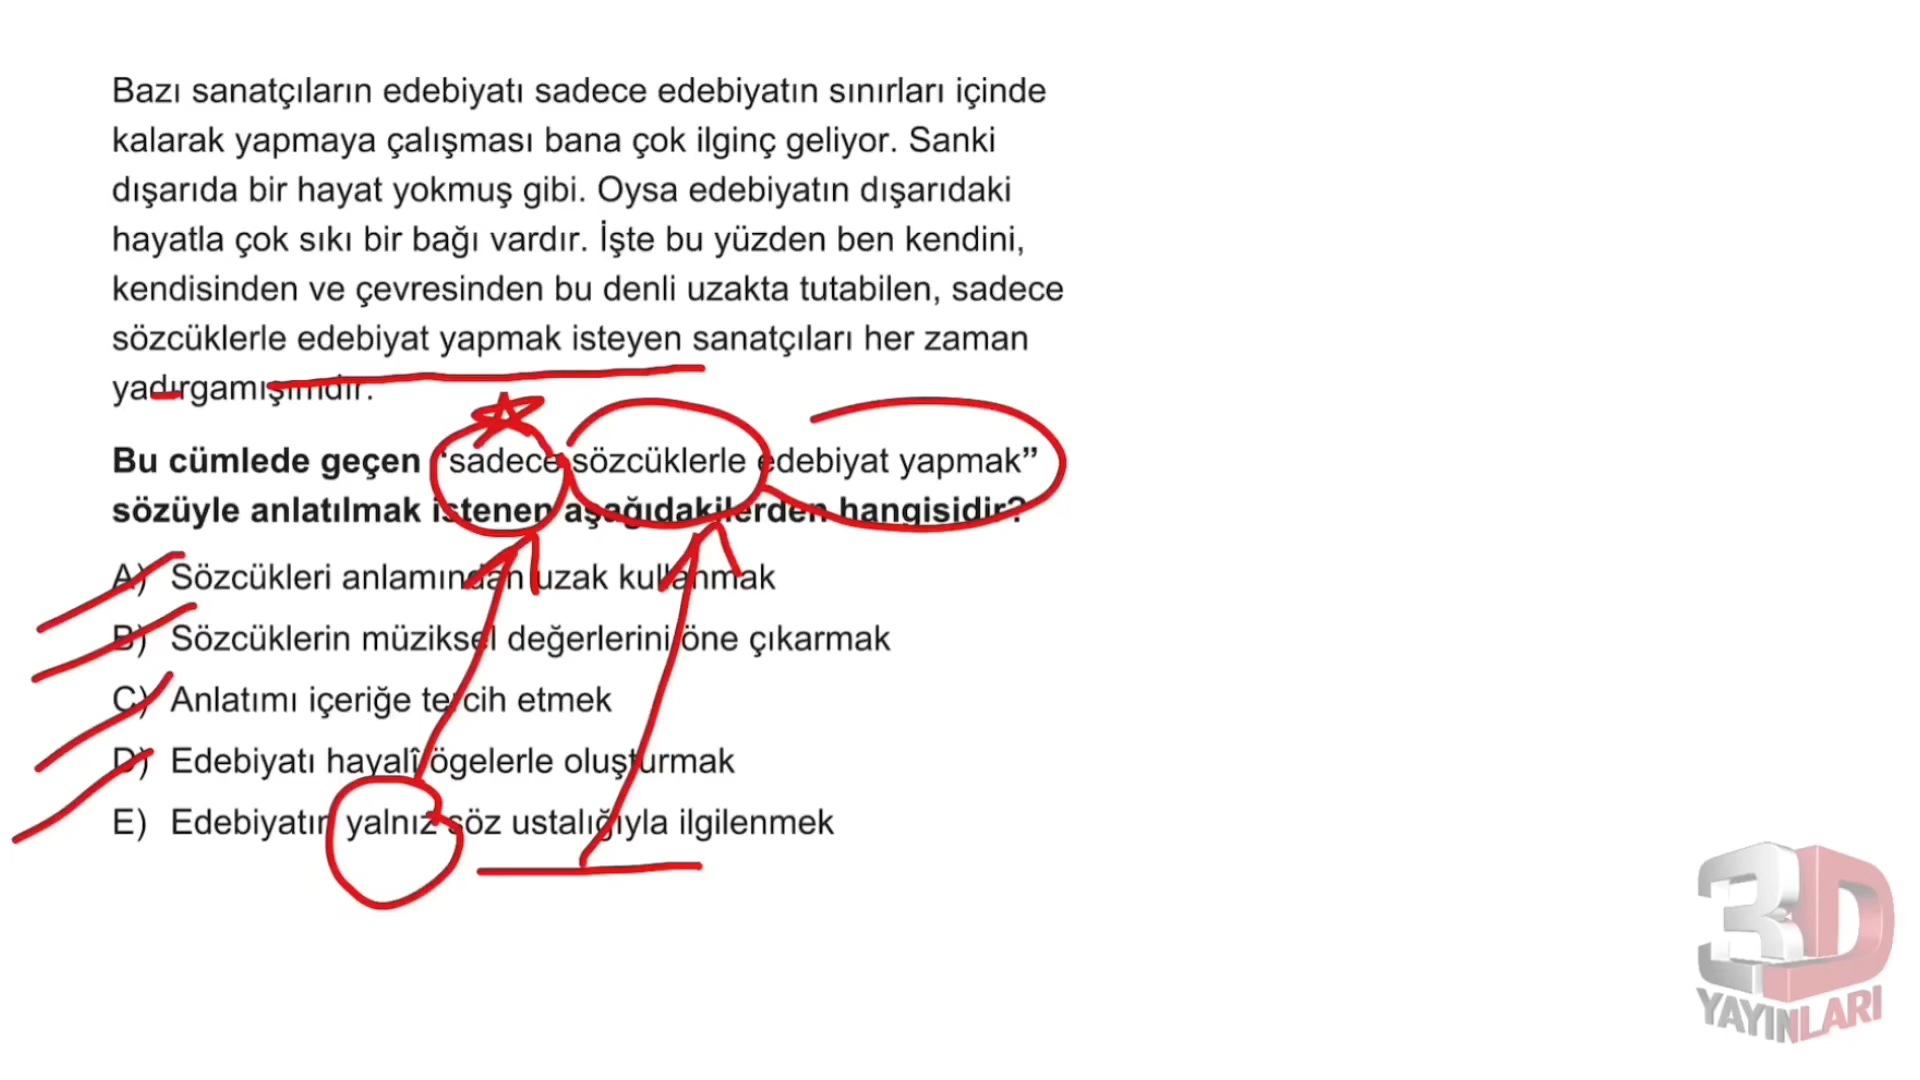 Bazı sanatçıların edebiyatı sadece edebiyatın sınırları içinde
kalarak yapmaya çalışması bana çok ilginç geliyor. Sanki
dışarıda bir hayat yokmuş gibi. Oysa edebiyatın dışarıdaki
hayatla çok sıkı bir bağı vardır. İşte bu yüzden ben kendini,
kendisinden ve çevresinden bu denli uzakta tutabilen, sadece
sözcüklerle edebiyat yapmak isteyen sanatçıları her zaman
yadırgamışımdır.
Bu cümlede geçen “sadece sözcüklerle edebiyat yapmak”
sözüyle anlatılmak istenen aşağıdakilerden hangisidir?
A) Sözcükleri anlamından uzak kullanmak
B) Sözcüklerin müziksel değerlerini öne çıkarmak
C) Anlatımı içeriğe tercih etmek
D) Edebiyatı hayalî ögelerle oluşturmak
E) Edebiyatın yalnız söz ustalığıyla ilgilenmek
3D
YAYINLARI